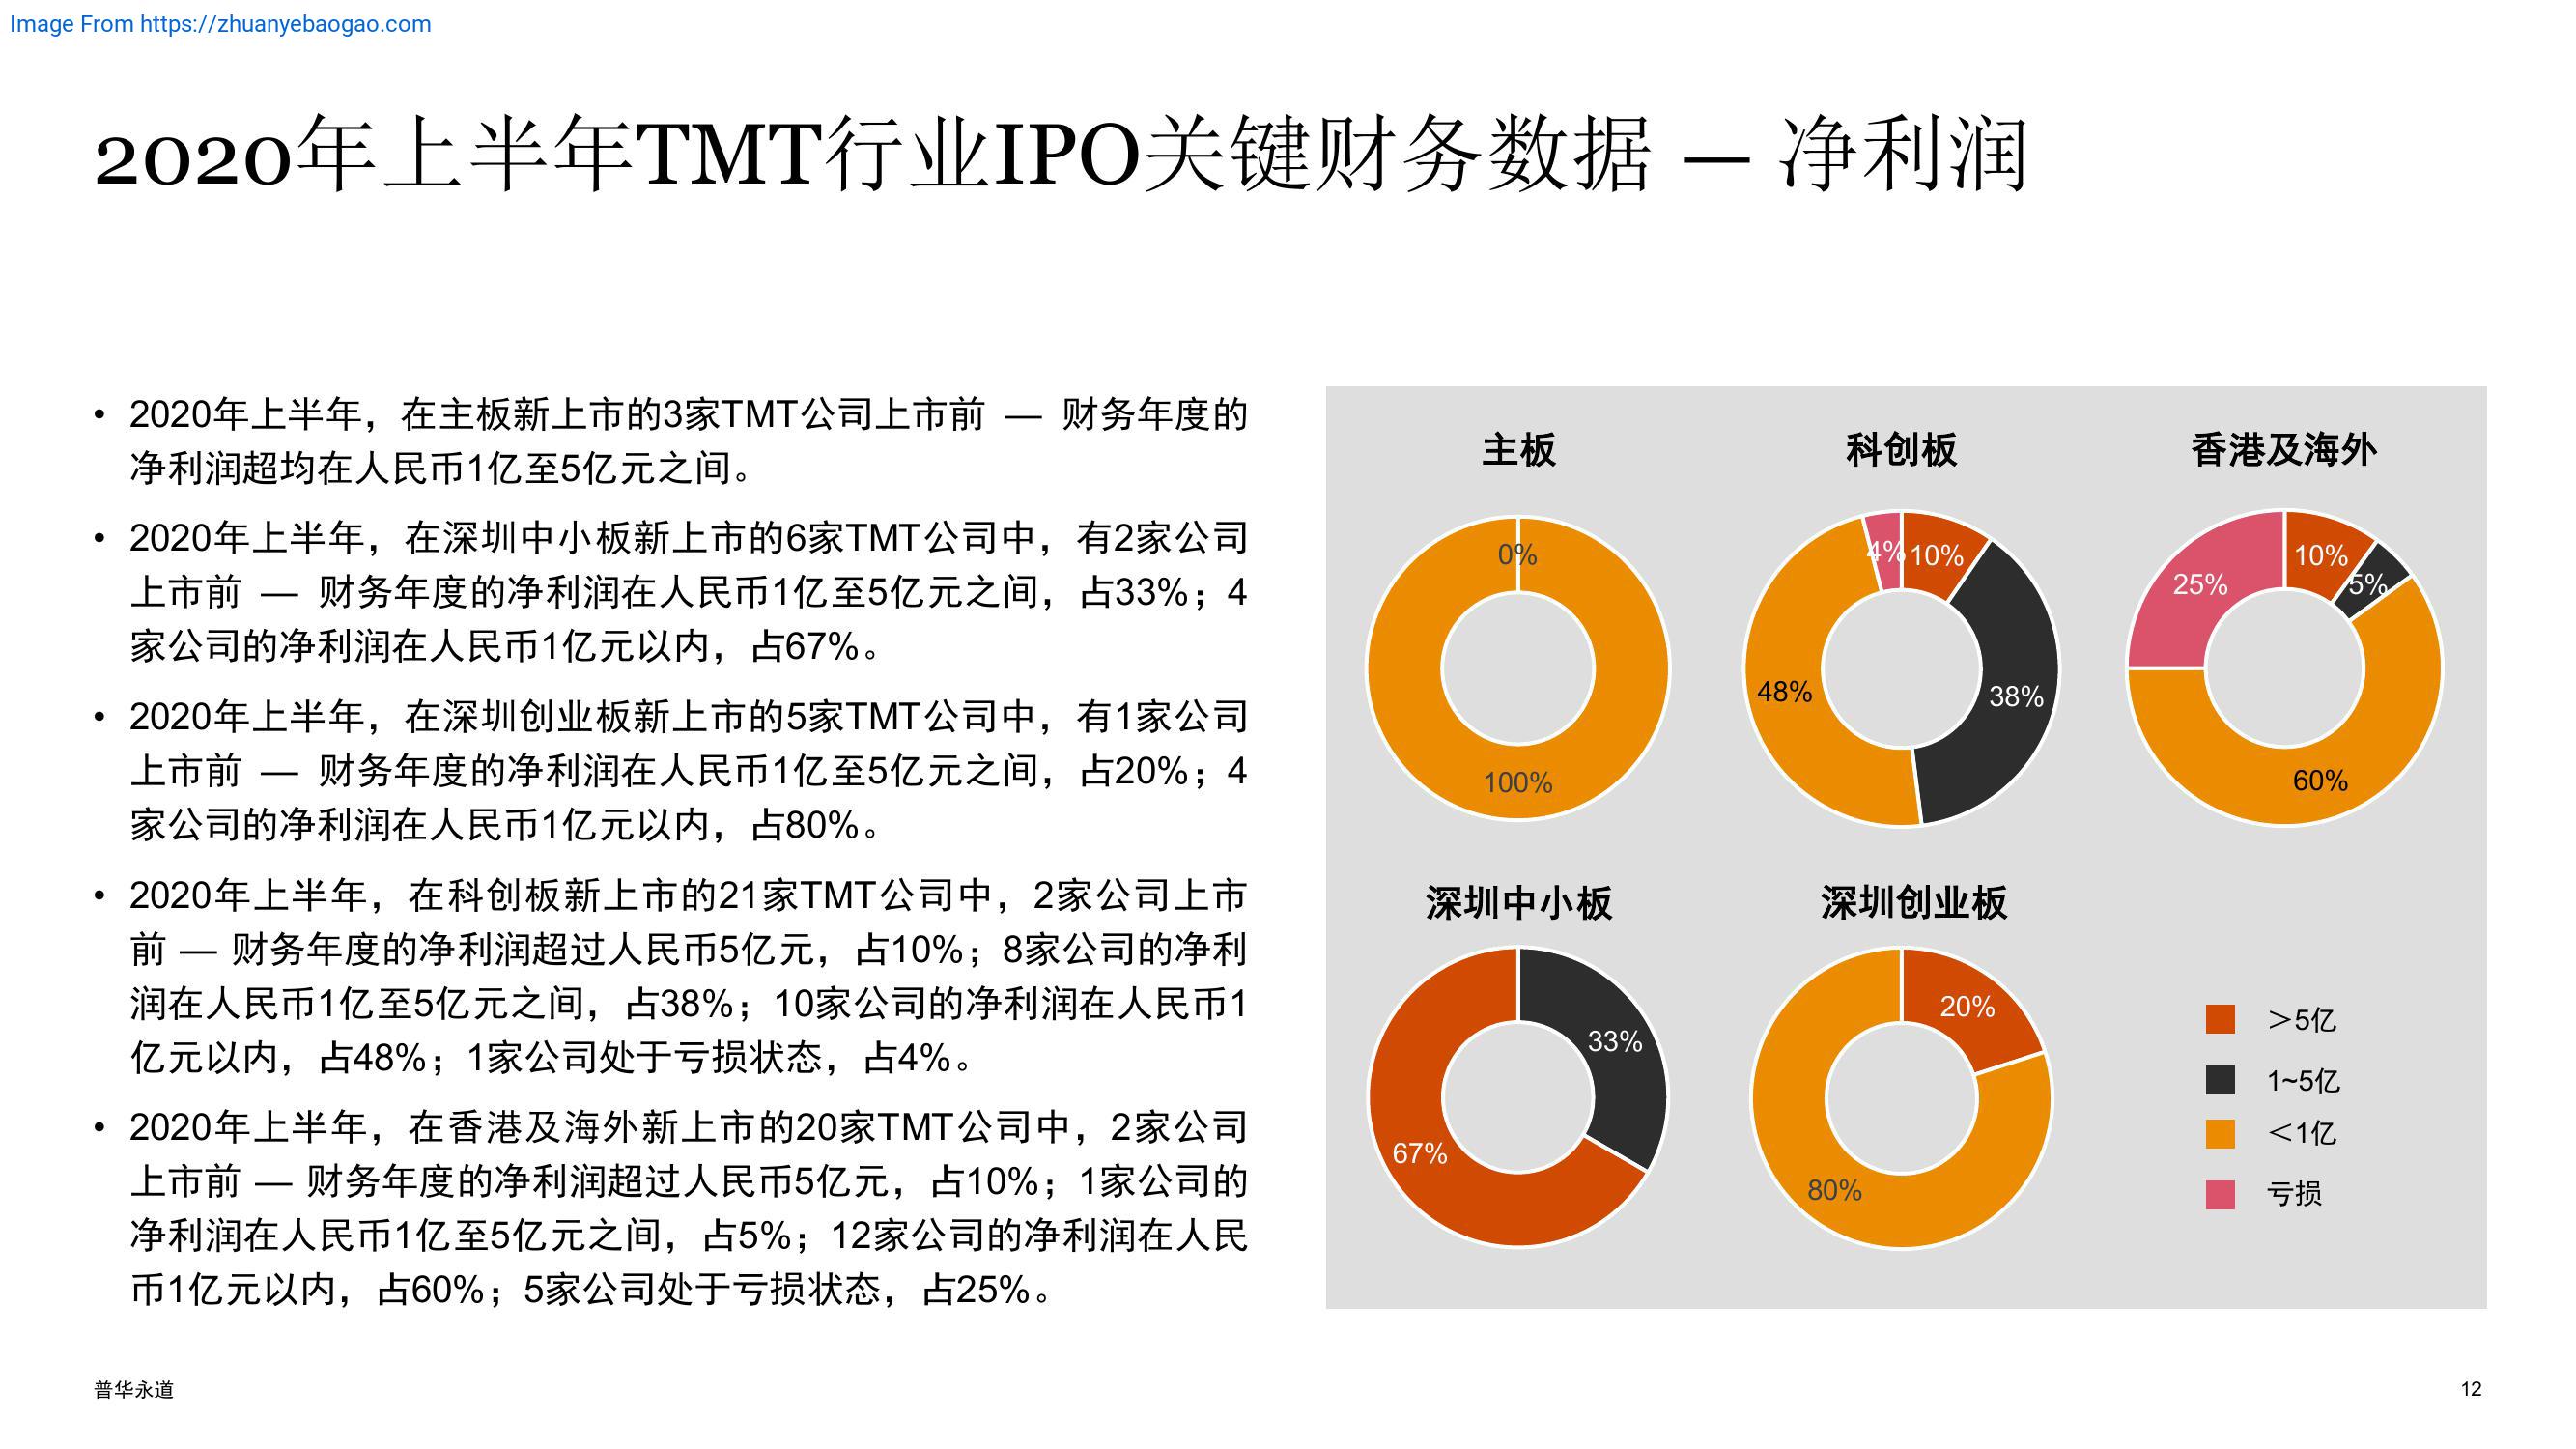 Image From https://zhuanyebaogao.com
2020年上半年TMT行业IPO关键财务数据 — 净利润
• 2020年上半年，在主板新上市的3家TMT公司上市前 — 财务年度的
净利润超均在人民币1亿至5亿元之间。
• 2020年上半年，在深圳中小板新上市的6家TMT公司中，有2家公司
上市前 — 财务年度的净利润在人民币1亿至5亿元之间，占33%；4
家公司的净利润在人民币1亿元以内，占67%。
• 2020年上半年，在深圳创业板新上市的5家TMT公司中，有1家公司
上市前 — 财务年度的净利润在人民币1亿至5亿元之间，占20%；4
家公司的净利润在人民币1亿元以内，占80%。
• 2020年上半年，在科创板新上市的21家TMT公司中，2家公司上市
前 — 财务年度的净利润超过人民币5亿元，占10%；8家公司的净利
润在人民币1亿至5亿元之间，占38%；10家公司的净利润在人民币1
亿元以内，占48%；1家公司处于亏损状态，占4%。
• 2020年上半年，在香港及海外新上市的20家TMT公司中，2家公司
上市前 — 财务年度的净利润超过人民币5亿元，占10%；1家公司的
净利润在人民币1亿至5亿元之间，占5%；12家公司的净利润在人民
币1亿元以内，占60%；5家公司处于亏损状态，占25%。
主板
0%
100%
科创板
4%
10%
48%
38%
香港及海外
10%
5%
25%
60%
深圳中小板
33%
67%
深圳创业板
20%
80%
＞5亿
1~5亿
＜1亿
亏损
普华永道
12